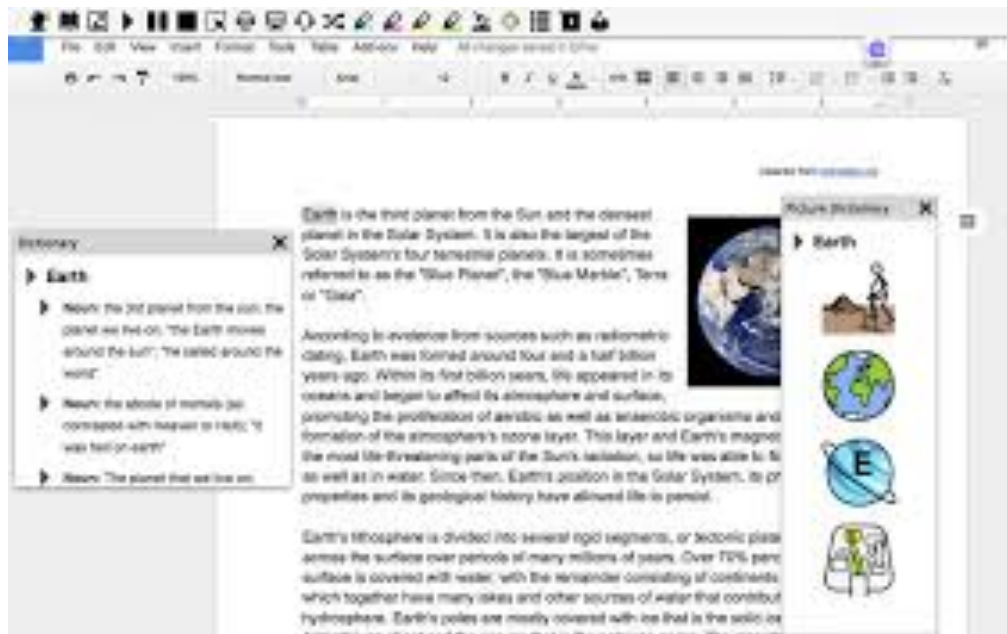 File Edit View Insert Format Tools Table Add-ons Help All changes saved in Drive
100% Normal text Arial 12
B I U A
Earth is the third planet from the Sun and the densest
planet in the Solar System. It is also the largest of the
Solar System's four terrestrial planets. It is sometimes
referred to as the "Blue Planet", the "Blue Marble", Terra
or "Gaia".
According to evidence from sources such as radiometric
dating, Earth was formed around four and a half billion
years ago. Within its first billion years, life appeared in its
oceans and began to affect its atmosphere and surface,
promoting the proliferation of aerobic as well as anaerobic organisms and
formation of the atmosphere's ozone layer. This layer and Earth's magnet
the most life-threatening parts of the Sun's radiation, so life was able to fl
as well as in water. Since then, Earth's position in the Solar System, its ph
properties and its geological history have allowed life to persist.
Earth's lithosphere is divided into several rigid segments, or tectonic plate
across the surface over periods of many millions of years. Over 70% perc
surface is covered with water, with the remainder consisting of continents
which together have many lakes and other sources of water that contribut
hydrosphere. Earth's poles are mostly covered with ice that is the solid ice
Dictionary
Earth
Noun: the 3rd planet from the sun; the
planet we live on; "the Earth moves
around the sun"; "he sailed around the
world"
Noun: the abode of mortals (as
contrasted with heaven or hell); "it
was hell on earth"
Noun: The planet that we live on;
Picture Dictionary
Earth
E